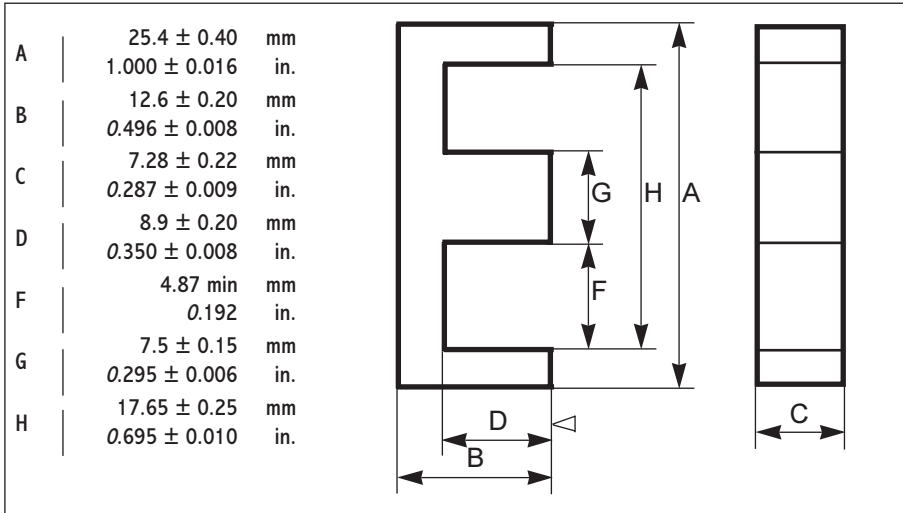 A 25.4 ± 0.40 mm
1.000 ± 0.016 in.
B 12.6 ± 0.20 mm
0.496 ± 0.008 in.
C 7.28 ± 0.22 mm
0.287 ± 0.009 in.
D 8.9 ± 0.20 mm
0.350 ± 0.008 in.
F 4.87 min mm
0.192 in.
G 7.5 ± 0.15 mm
0.295 ± 0.006 in.
H 17.65 ± 0.25 mm
0.695 ± 0.010 in.
G
H
A
F
D
B
C